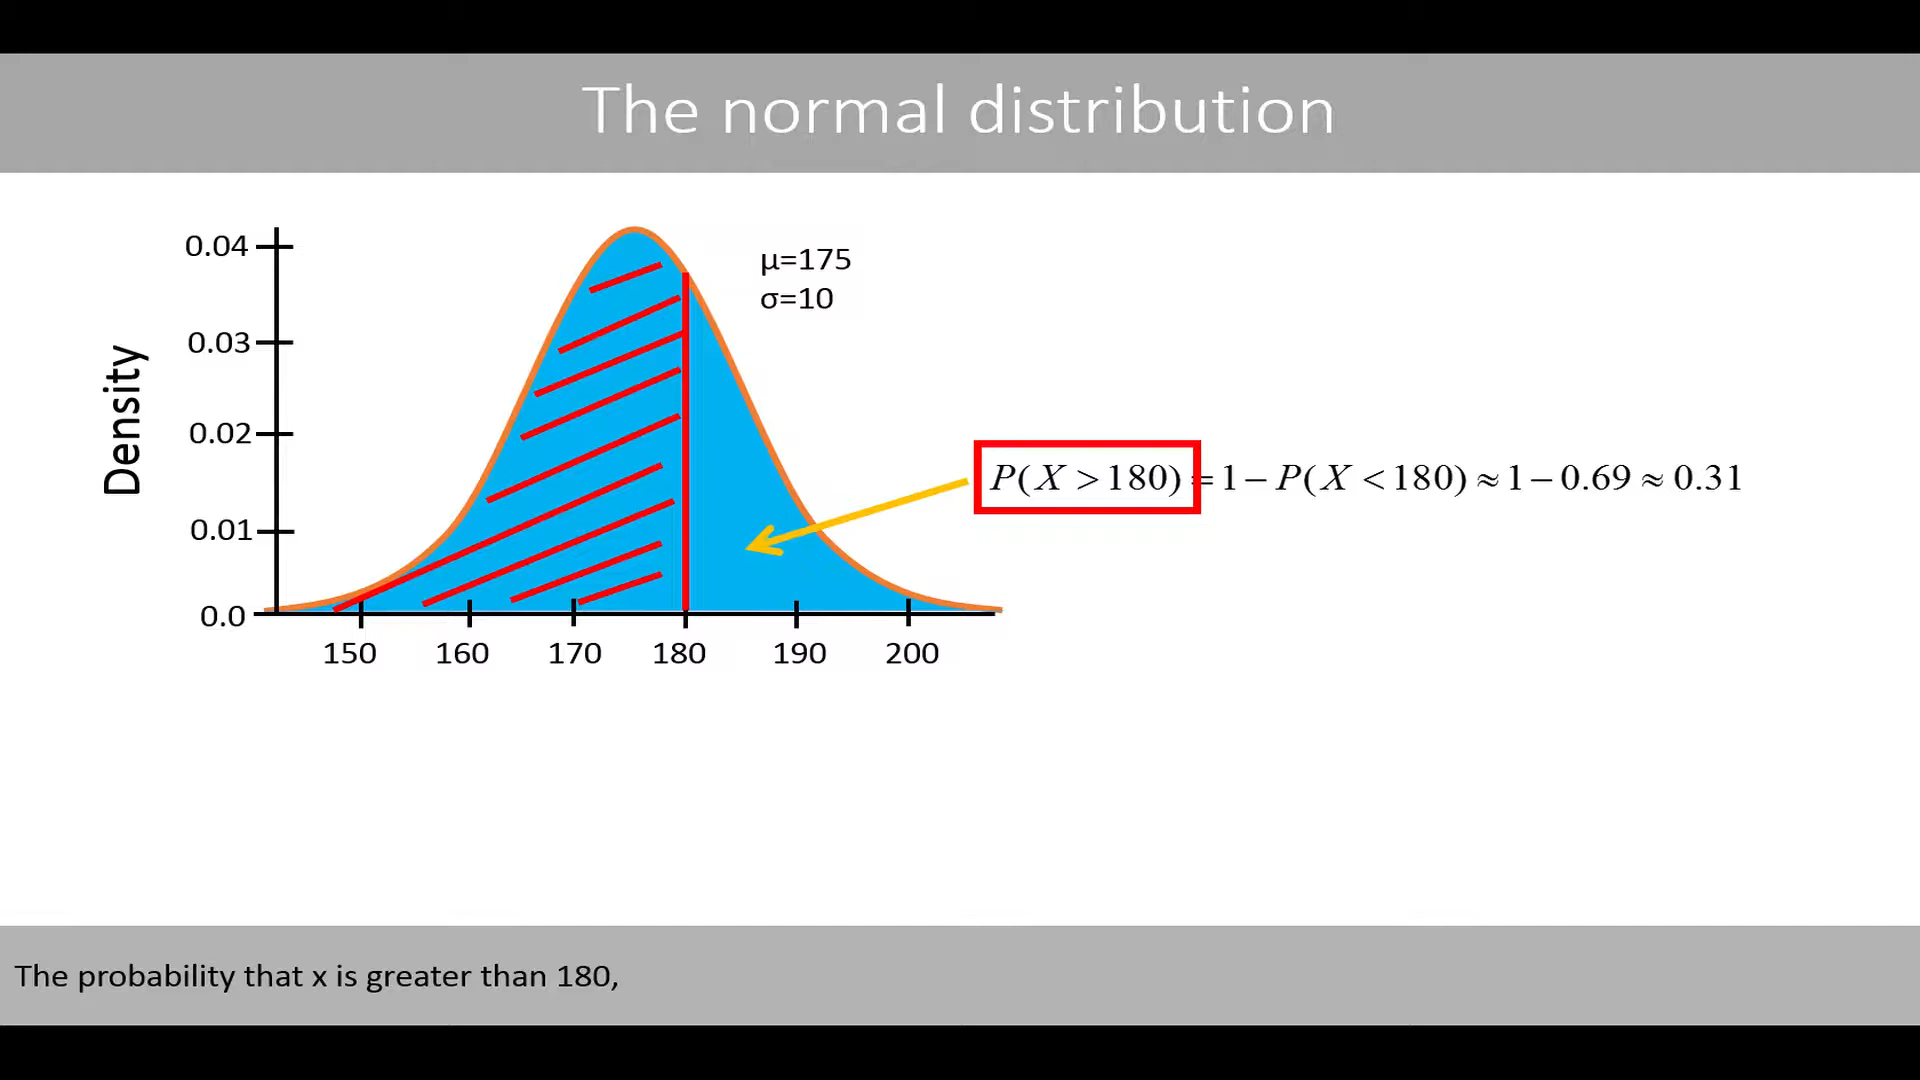 The normal distribution
0.04
0.03
0.02
0.01
0.0
Density
μ=175
σ=10
P(X >180) = 1 − P(X <180) ≈ 1 − 0.69 ≈ 0.31
150 160 170 180 190 200
The probability that x is greater than 180,